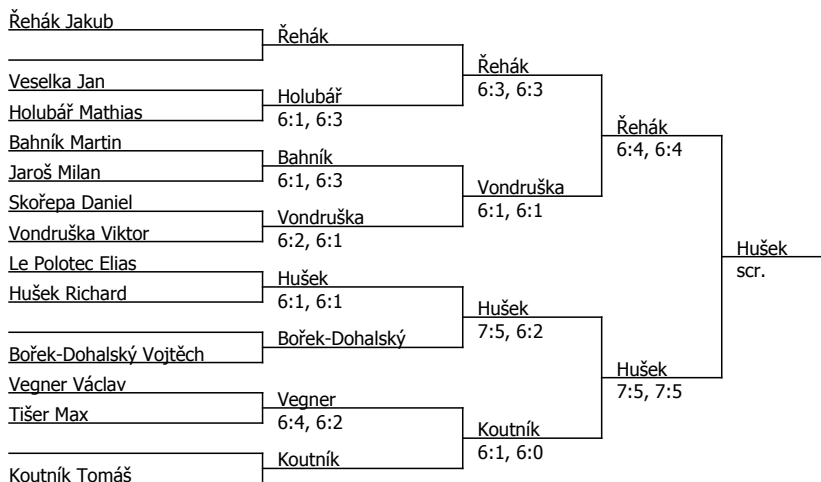 Řehák Jakub
Řehák
Řehák
6:3, 6:3
Veselka Jan
Holubář
6:1, 6:3
Holubář Mathias
Řehák
6:4, 6:4
Bahník Martin
Bahník
6:1, 6:3
Jaroš Milan
Vondruška
6:1, 6:1
Skořepa Daniel
Vondruška
6:2, 6:1
Vondruška Viktor
Hušek
scr.
Le Polotec Elias
Hušek
6:1, 6:1
Hušek Richard
Hušek
7:5, 6:2
Bořek-Dohalský
Bořek-Dohalský Vojtěch
Hušek
7:5, 7:5
Vegner Václav
Vegner
6:4, 6:2
Tišer Max
Koutník
6:1, 6:0
Koutník
Koutník Tomáš